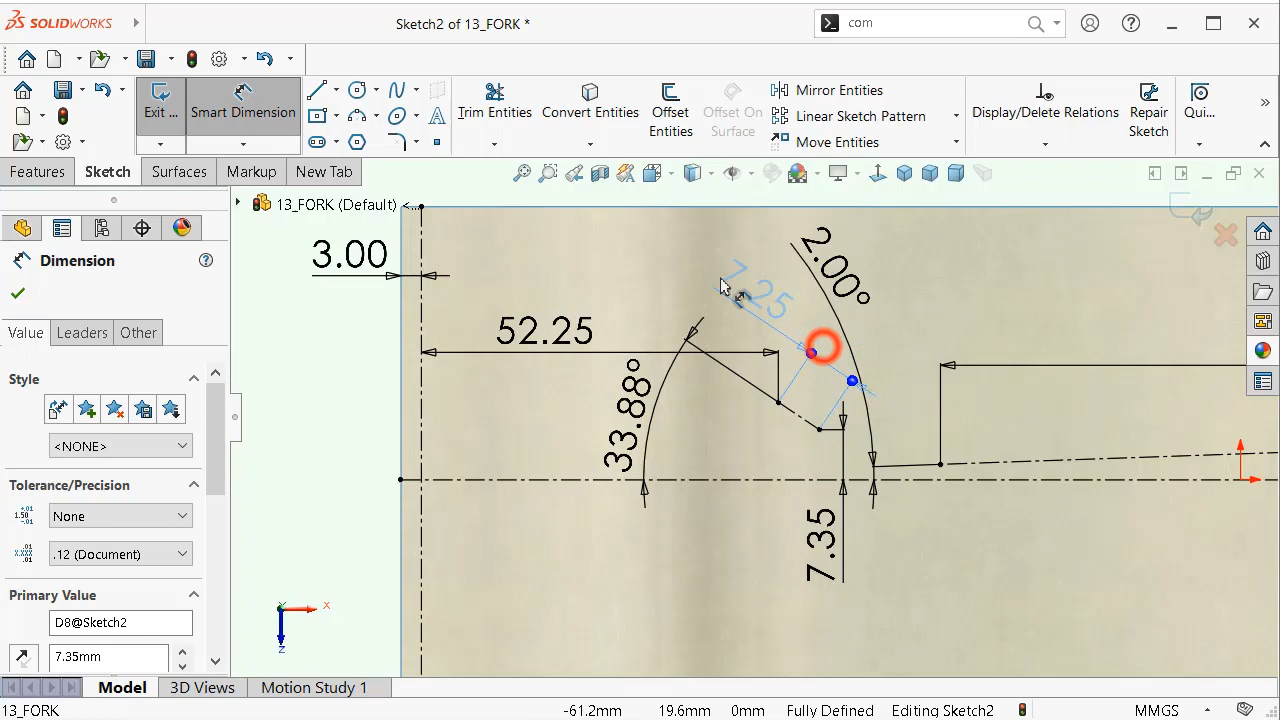 SOLIDWORKS
Sketch2 of 13_FORK *
com
Exit ...
Smart Dimension
Trim Entities
Convert Entities
Offset Entities
Offset On Surface
Mirror Entities
Linear Sketch Pattern
Move Entities
Display/Delete Relations
Repair Sketch
Qui...
Features
Sketch
Surfaces
Markup
New Tab
13_FORK (Default) <...
Dimension
Value
Leaders
Other
Style
<NONE>
Tolerance/Precision
None
.12 (Document)
Primary Value
D8@Sketch2
7.35mm
3.00
52.25
33.88°
7.25
2.00°
7.35
X
Z
Model
3D Views
Motion Study 1
13_FORK
-61.2mm
19.6mm
0mm
Fully Defined
Editing Sketch2
MMGS